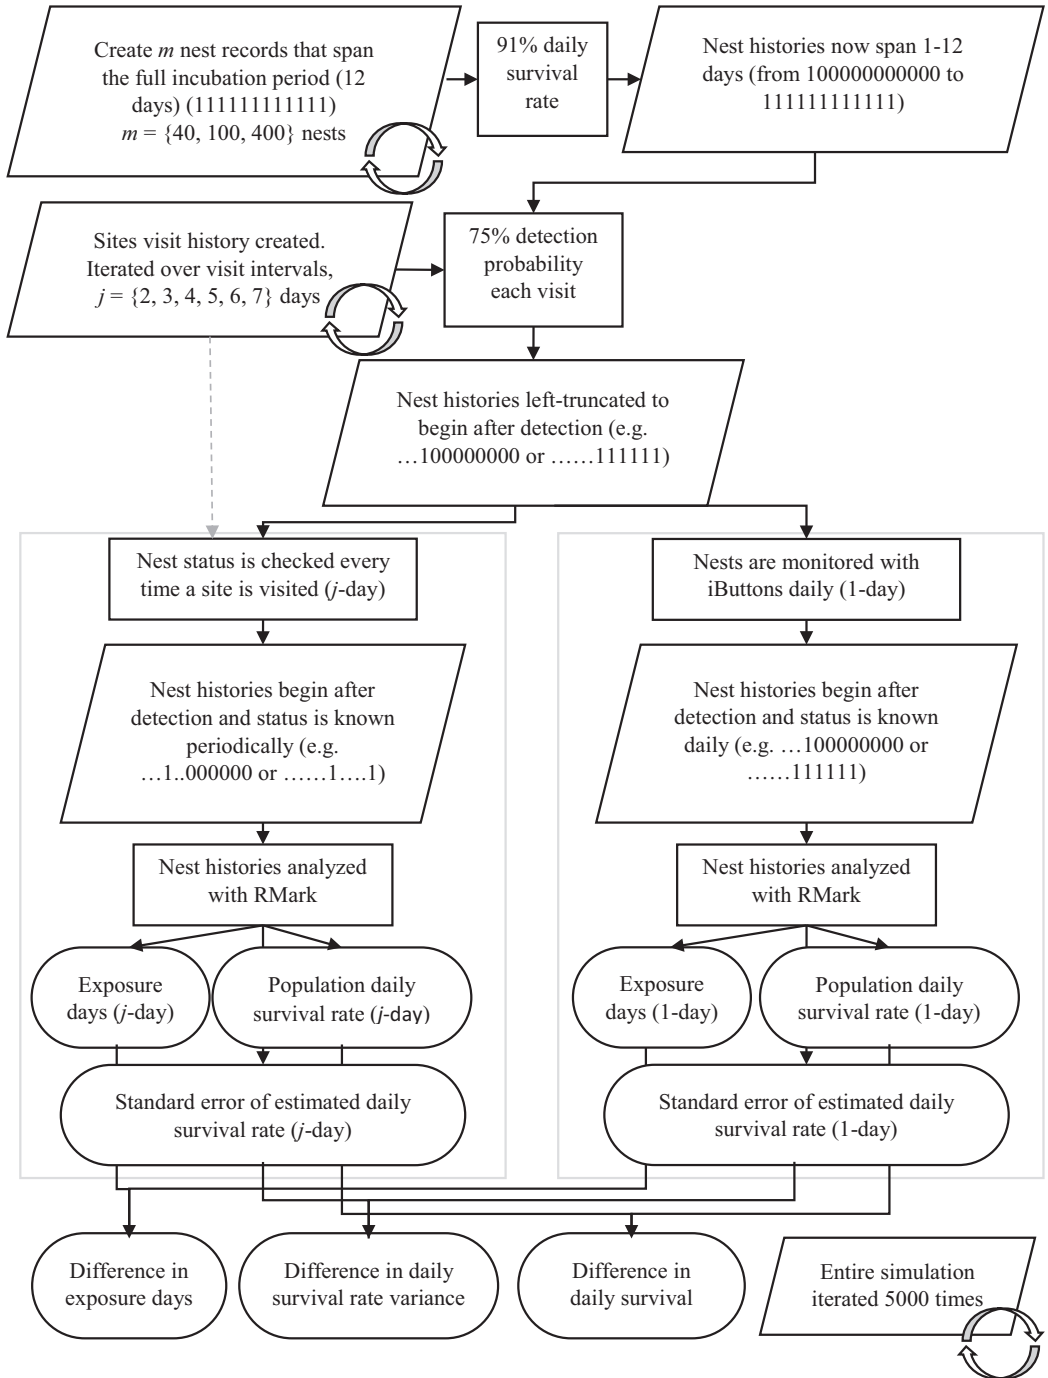 Create m nest records that span
the full incubation period (12
days) (111111111111)
m = {40, 100, 400} nests
91% daily
survival
rate
Nest histories now span 1-12
days (from 100000000000 to
111111111111)
Sites visit history created.
Iterated over visit intervals,
j = {2, 3, 4, 5, 6, 7} days
75% detection
probability
each visit
Nest histories left-truncated to
begin after detection (e.g.
…100000000 or ……111111)
Nest status is checked every
time a site is visited (j-day)
Nest histories begin after
detection and status is known
periodically (e.g.
…1..000000 or ……1….1)
Nest histories analyzed
with RMark
Exposure
days (j-day)
Population daily
survival rate (j-day)
Standard error of estimated daily
survival rate (j-day)
Nests are monitored with
iButtons daily (1-day)
Nest histories begin after
detection and status is known
daily (e.g. …100000000 or
……111111)
Nest histories analyzed
with RMark
Exposure
days (1-day)
Population daily
survival rate (1-day)
Standard error of estimated daily
survival rate (1-day)
Difference in
exposure days
Difference in daily
survival rate variance
Difference in
daily survival
Entire simulation
iterated 5000 times